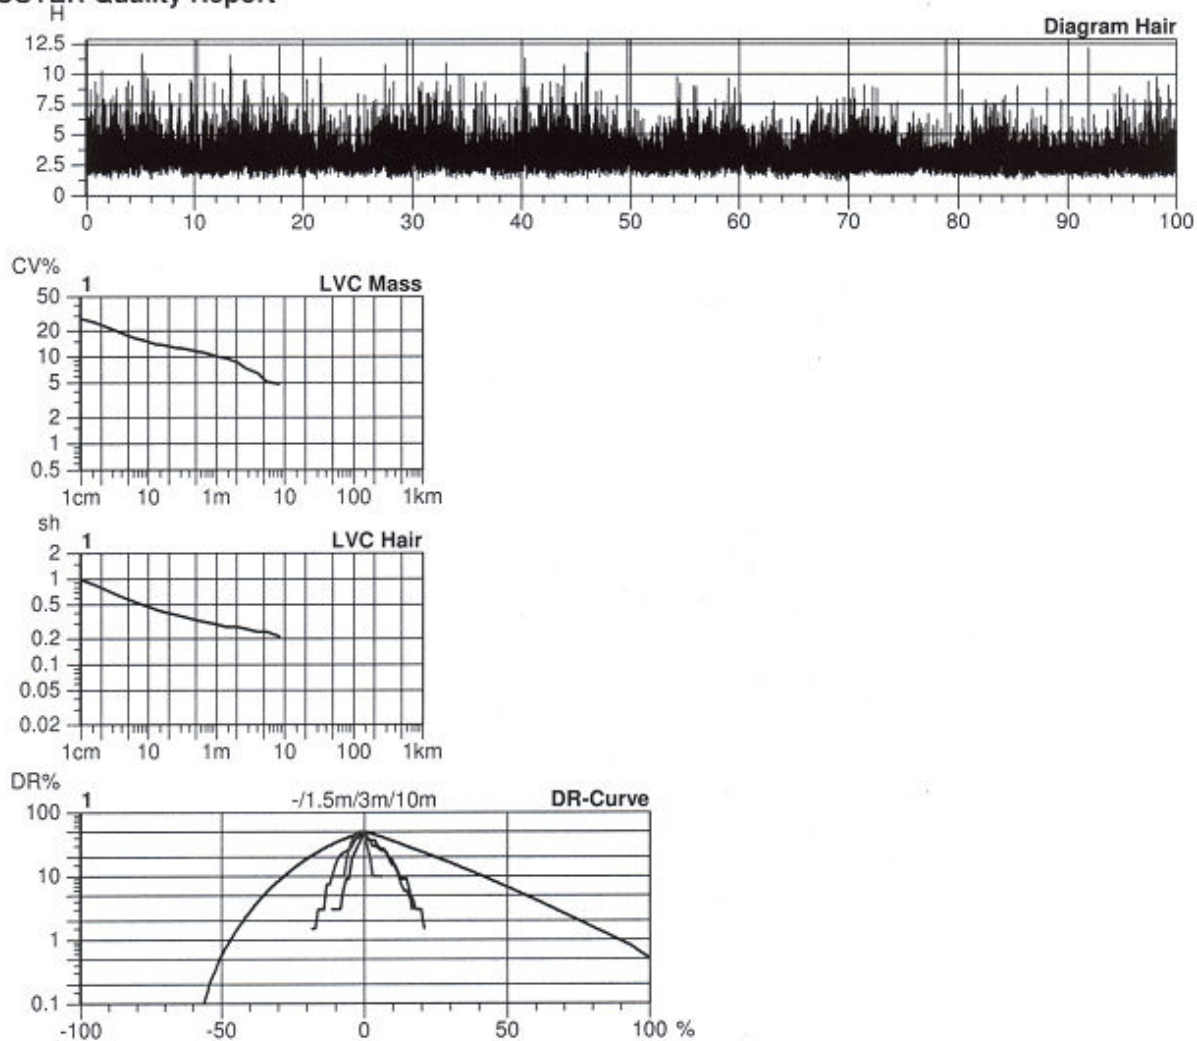 Quality Report
H
Diagram Hair
12.5
10
7.5
5
2.5
0
0 10 20 30 40 50 60 70 80 90 100
CV%
1 LVC Mass
50
20
10
5
2
1
0.5
1cm 10 1m 10 100 1km
sh
1 LVC Hair
2
1
0.5
0.2
0.1
0.05
0.02
1cm 10 1m 10 100 1km
DR%
1 -/1.5m/3m/10m DR-Curve
100
10
1
0.1
-100 -50 0 50 100 %